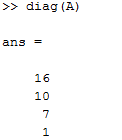 >> diag(A)
ans =
16
10
7
1